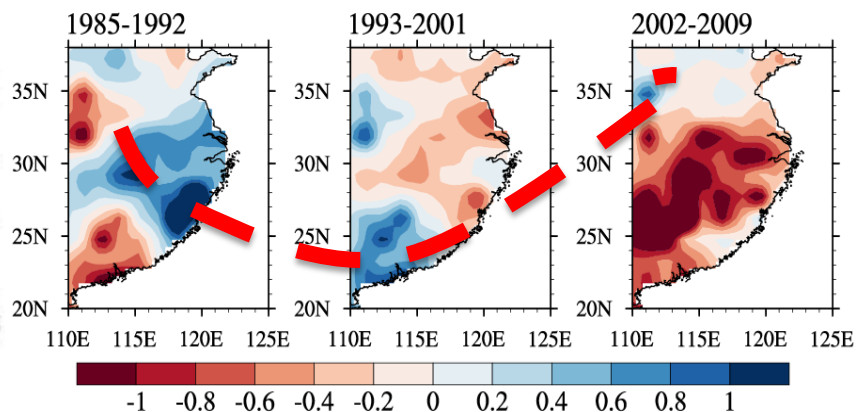 1985-1992 1993-2001 2002-2009
35N 35N 35N
30N 30N 30N
25N 25N 25N
20N 20N 20N
110E 115E 120E 125E 110E 115E 120E 110E 115E 120E 125E
-1 -0.8 -0.6 -0.4 -0.2 0 0.2 0.4 0.6 0.8 1